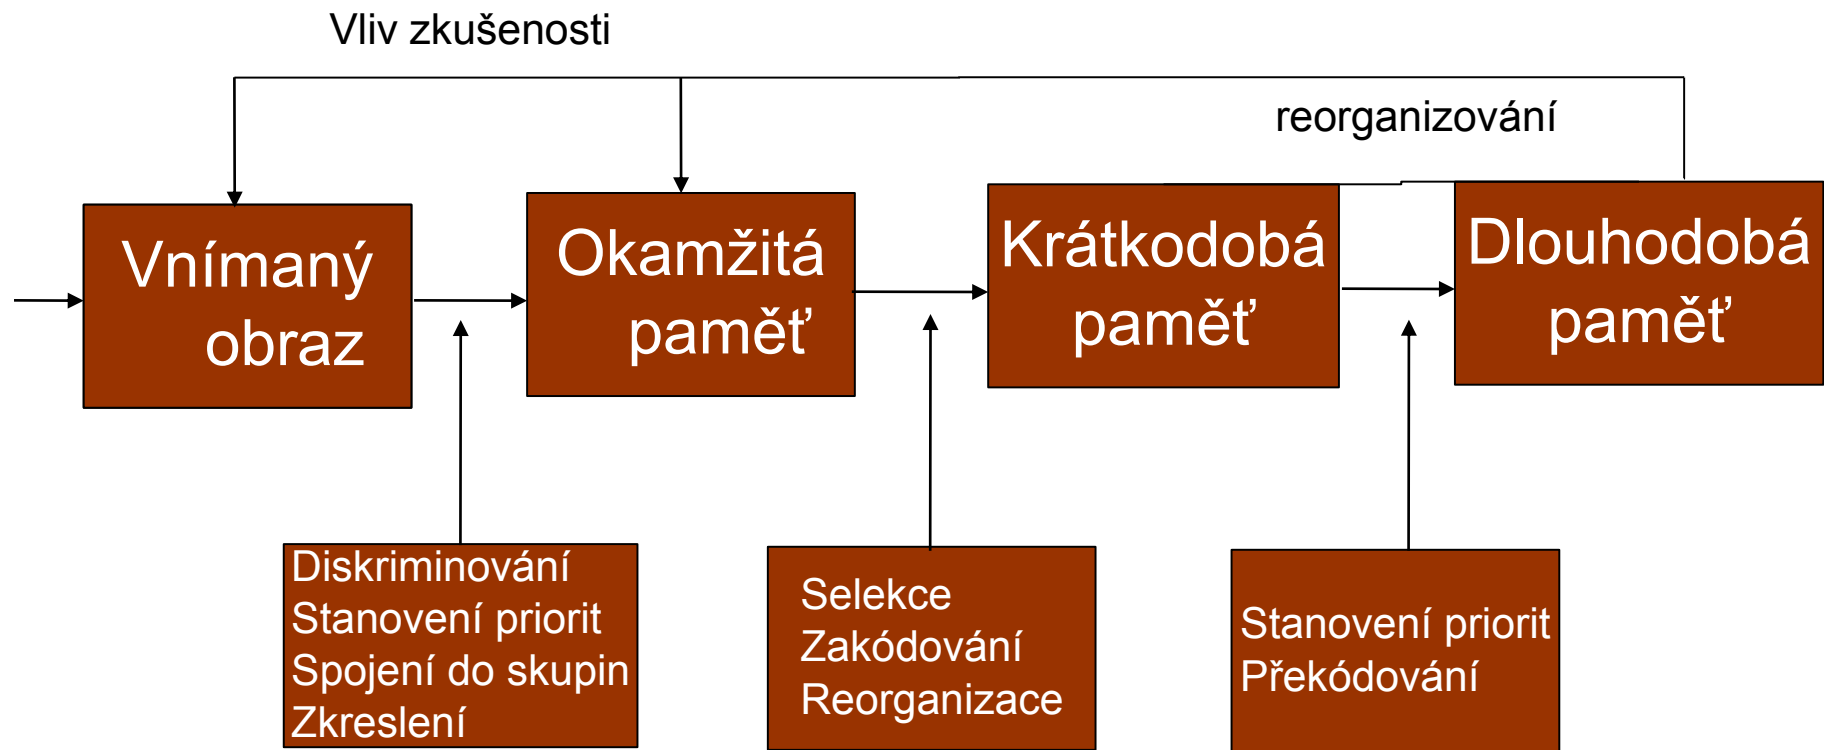 Vliv zkušenosti
reorganizování
Vnímaný
obraz
Okamžitá
paměť
Krátkodobá
paměť
Dlouhodobá
paměť
Diskriminování
Stanovení priorit
Spojení do skupin
Zkreslení
Selekce
Zakódování
Reorganizace
Stanovení priorit
Překódování